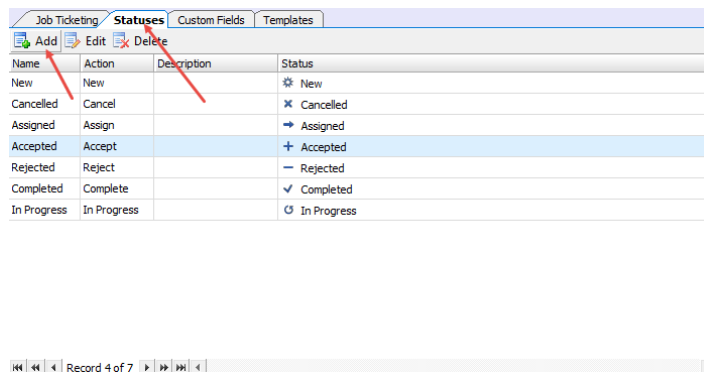 Job Ticketing Statuses Custom Fields Templates
Add Edit Delete
Name Action Description Status
New New New
Cancelled Cancel Cancelled
Assigned Assign Assigned
Accepted Accept Accepted
Rejected Reject Rejected
Completed Complete Completed
In Progress In Progress In Progress
Record 4 of 7